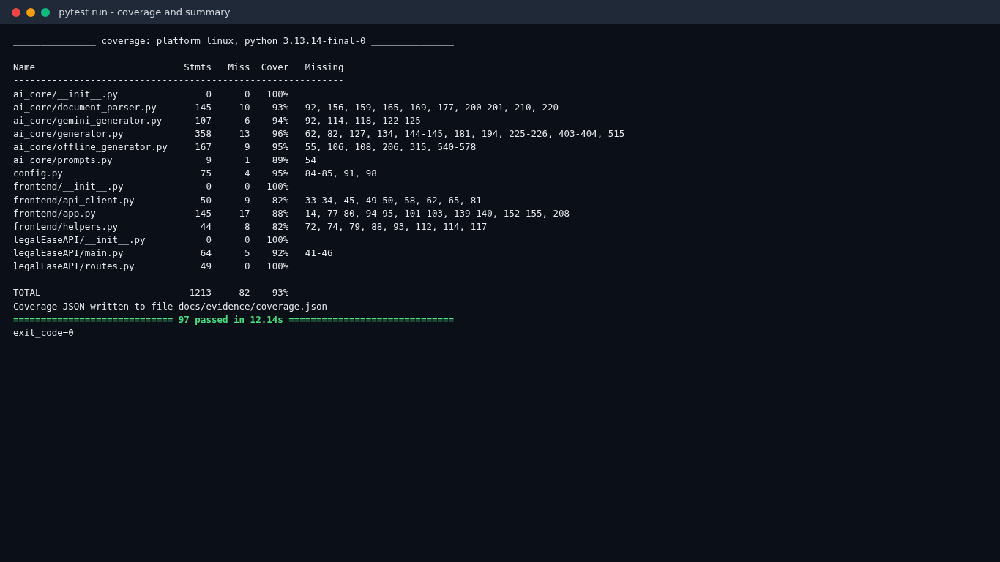 pytest run - coverage and summary
_______________ coverage: platform linux, python 3.13.14-final-0 _______________
Name                           Stmts   Miss  Cover   Missing
------------------------------------------------------------
ai_core/__init__.py                0      0   100%
ai_core/document_parser.py       145     10    93%   92, 156, 159, 165, 169, 177, 200-201, 210, 220
ai_core/gemini_generator.py      107      6    94%   92, 114, 118, 122-125
ai_core/generator.py             358     13    96%   62, 82, 127, 134, 144-145, 181, 194, 225-226, 403-404, 515
ai_core/offline_generator.py     167      9    95%   55, 106, 108, 206, 315, 540-578
ai_core/prompts.py                 9      1    89%   54
config.py                         75      4    95%   84-85, 91, 98
frontend/__init__.py               0      0   100%
frontend/api_client.py            50      9    82%   33-34, 45, 49-50, 58, 62, 65, 81
frontend/app.py                  145     17    88%   14, 77-80, 94-95, 101-103, 139-140, 152-155, 208
frontend/helpers.py               44      8    82%   72, 74, 79, 88, 93, 112, 114, 117
legalEaseAPI/__init__.py           0      0   100%
legalEaseAPI/main.py              64      5    92%   41-46
legalEaseAPI/routes.py            49      0   100%
------------------------------------------------------------
TOTAL                           1213     82    93%
Coverage JSON written to file docs/evidence/coverage.json
============================= 97 passed in 12.14s ==============================
exit_code=0